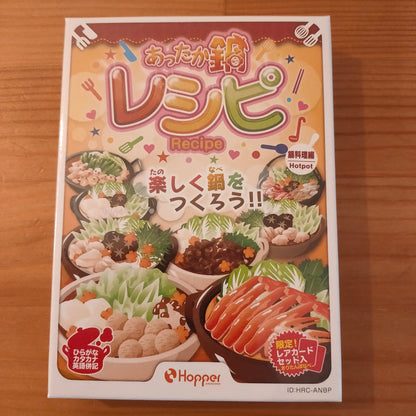 あったか鍋
レシピ
Recipe
鍋料理編
Hotpot
たの なべ
楽しく鍋を
つくろう!!
ひらがな
カタカナ
英語併記
限定!
レアカード
セット入
Hopper
ID:HRC-ANBP